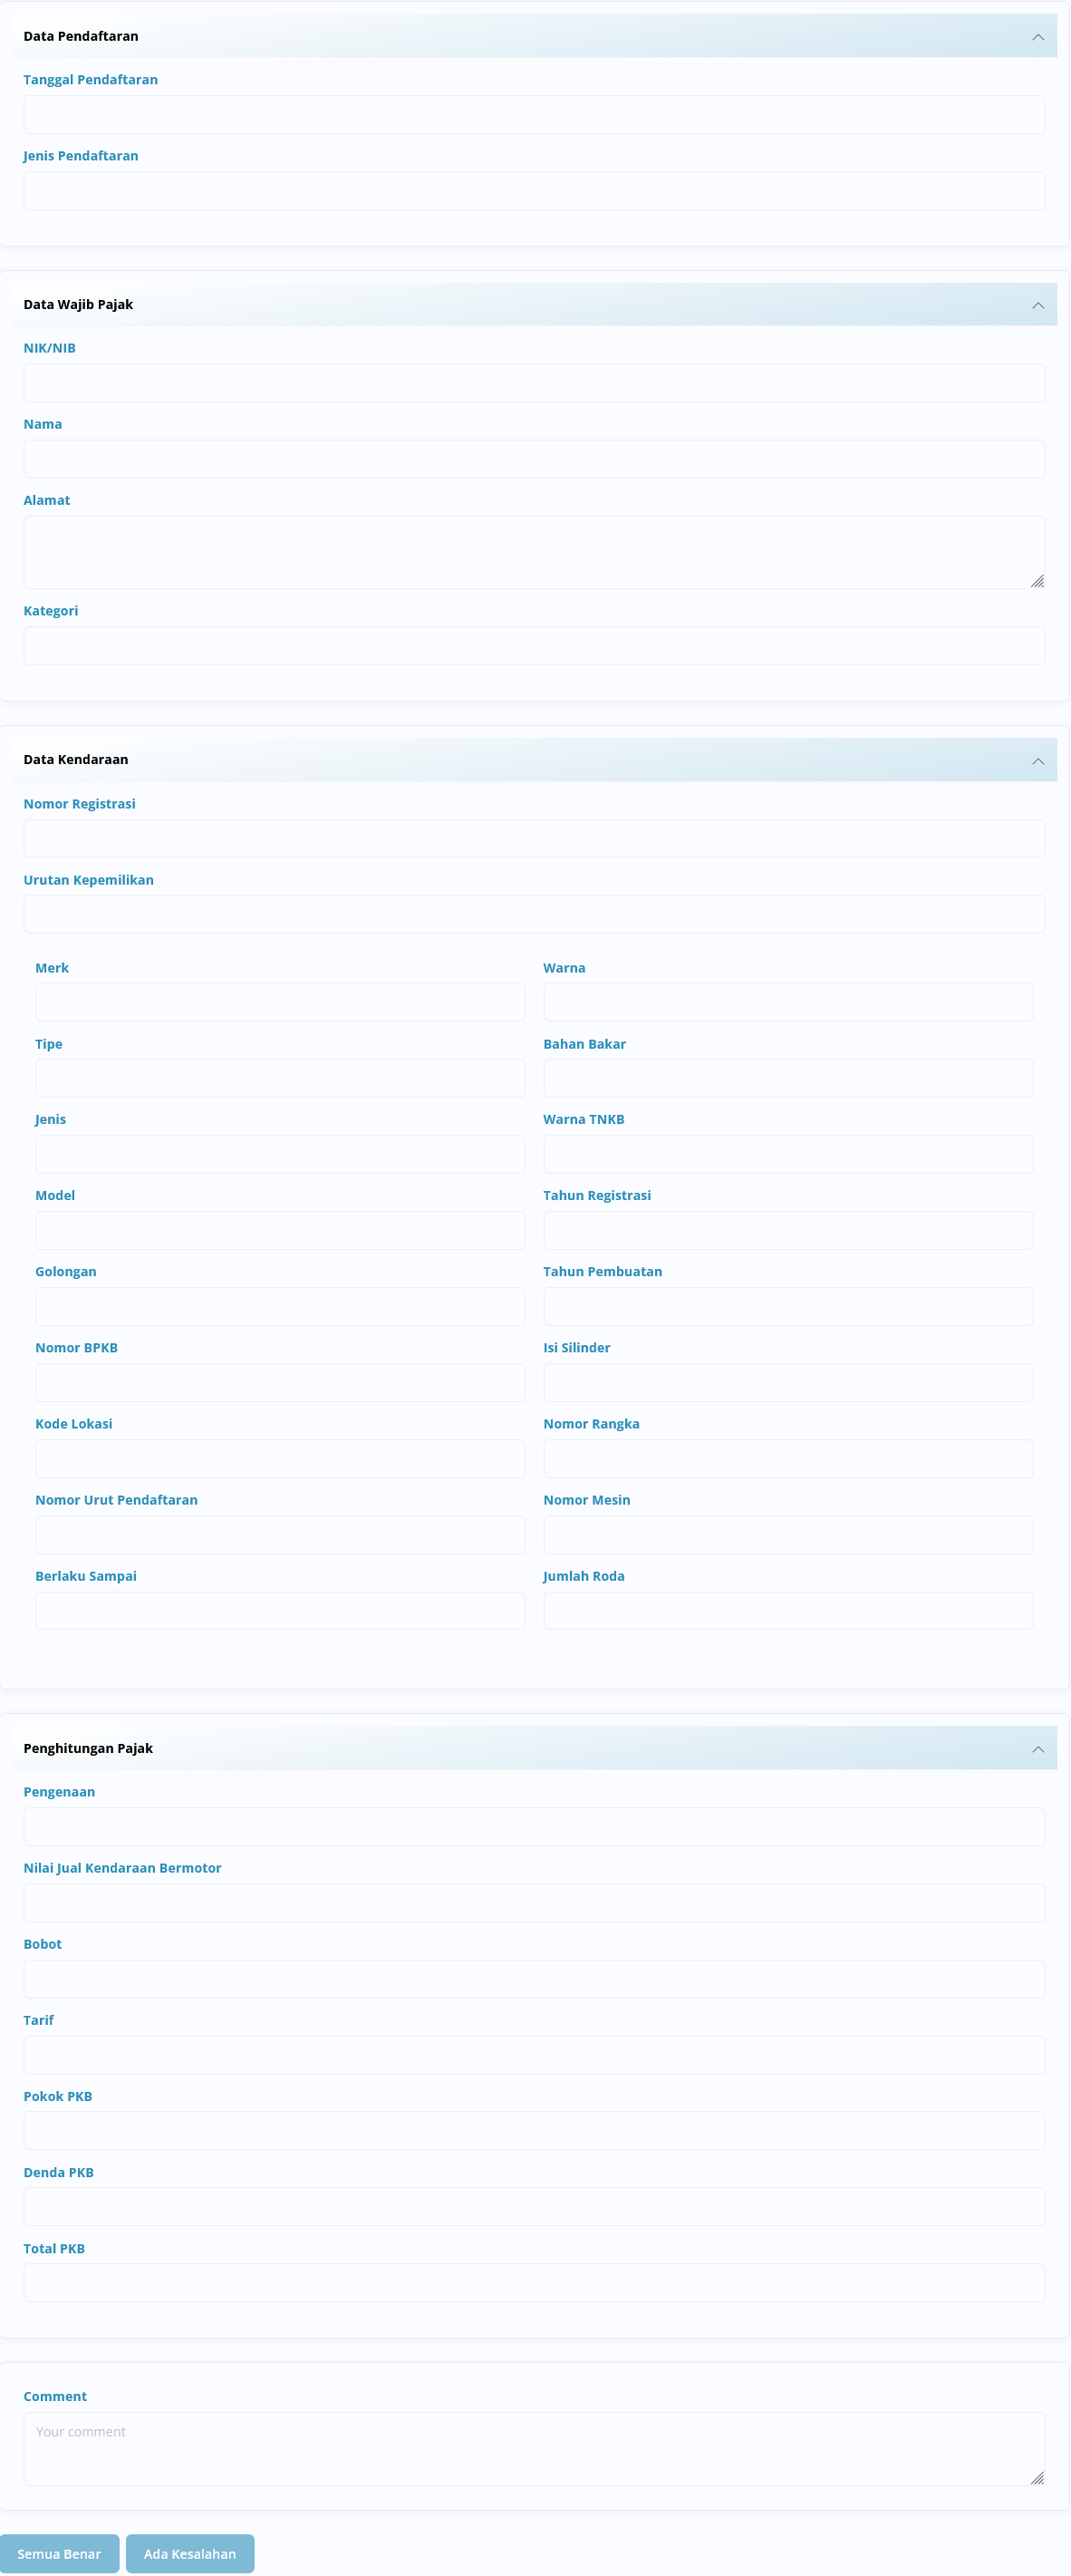 Data Pendaftaran
Tanggal Pendaftaran
Jenis Pendaftaran
Data Wajib Pajak
NIK/NIB
Nama
Alamat
Kategori
Data Kendaraan
Nomor Registrasi
Urutan Kepemilikan
Merk
Warna
Tipe
Bahan Bakar
Jenis
Warna TNKB
Model
Tahun Registrasi
Golongan
Tahun Pembuatan
Nomor BPKB
Isi Silinder
Kode Lokasi
Nomor Rangka
Nomor Urut Pendaftaran
Nomor Mesin
Berlaku Sampai
Jumlah Roda
Penghitungan Pajak
Pengenaan
Nilai Jual Kendaraan Bermotor
Bobot
Tarif
Pokok PKB
Denda PKB
Total PKB
Comment
Your comment
Semua Benar
Ada Kesalahan